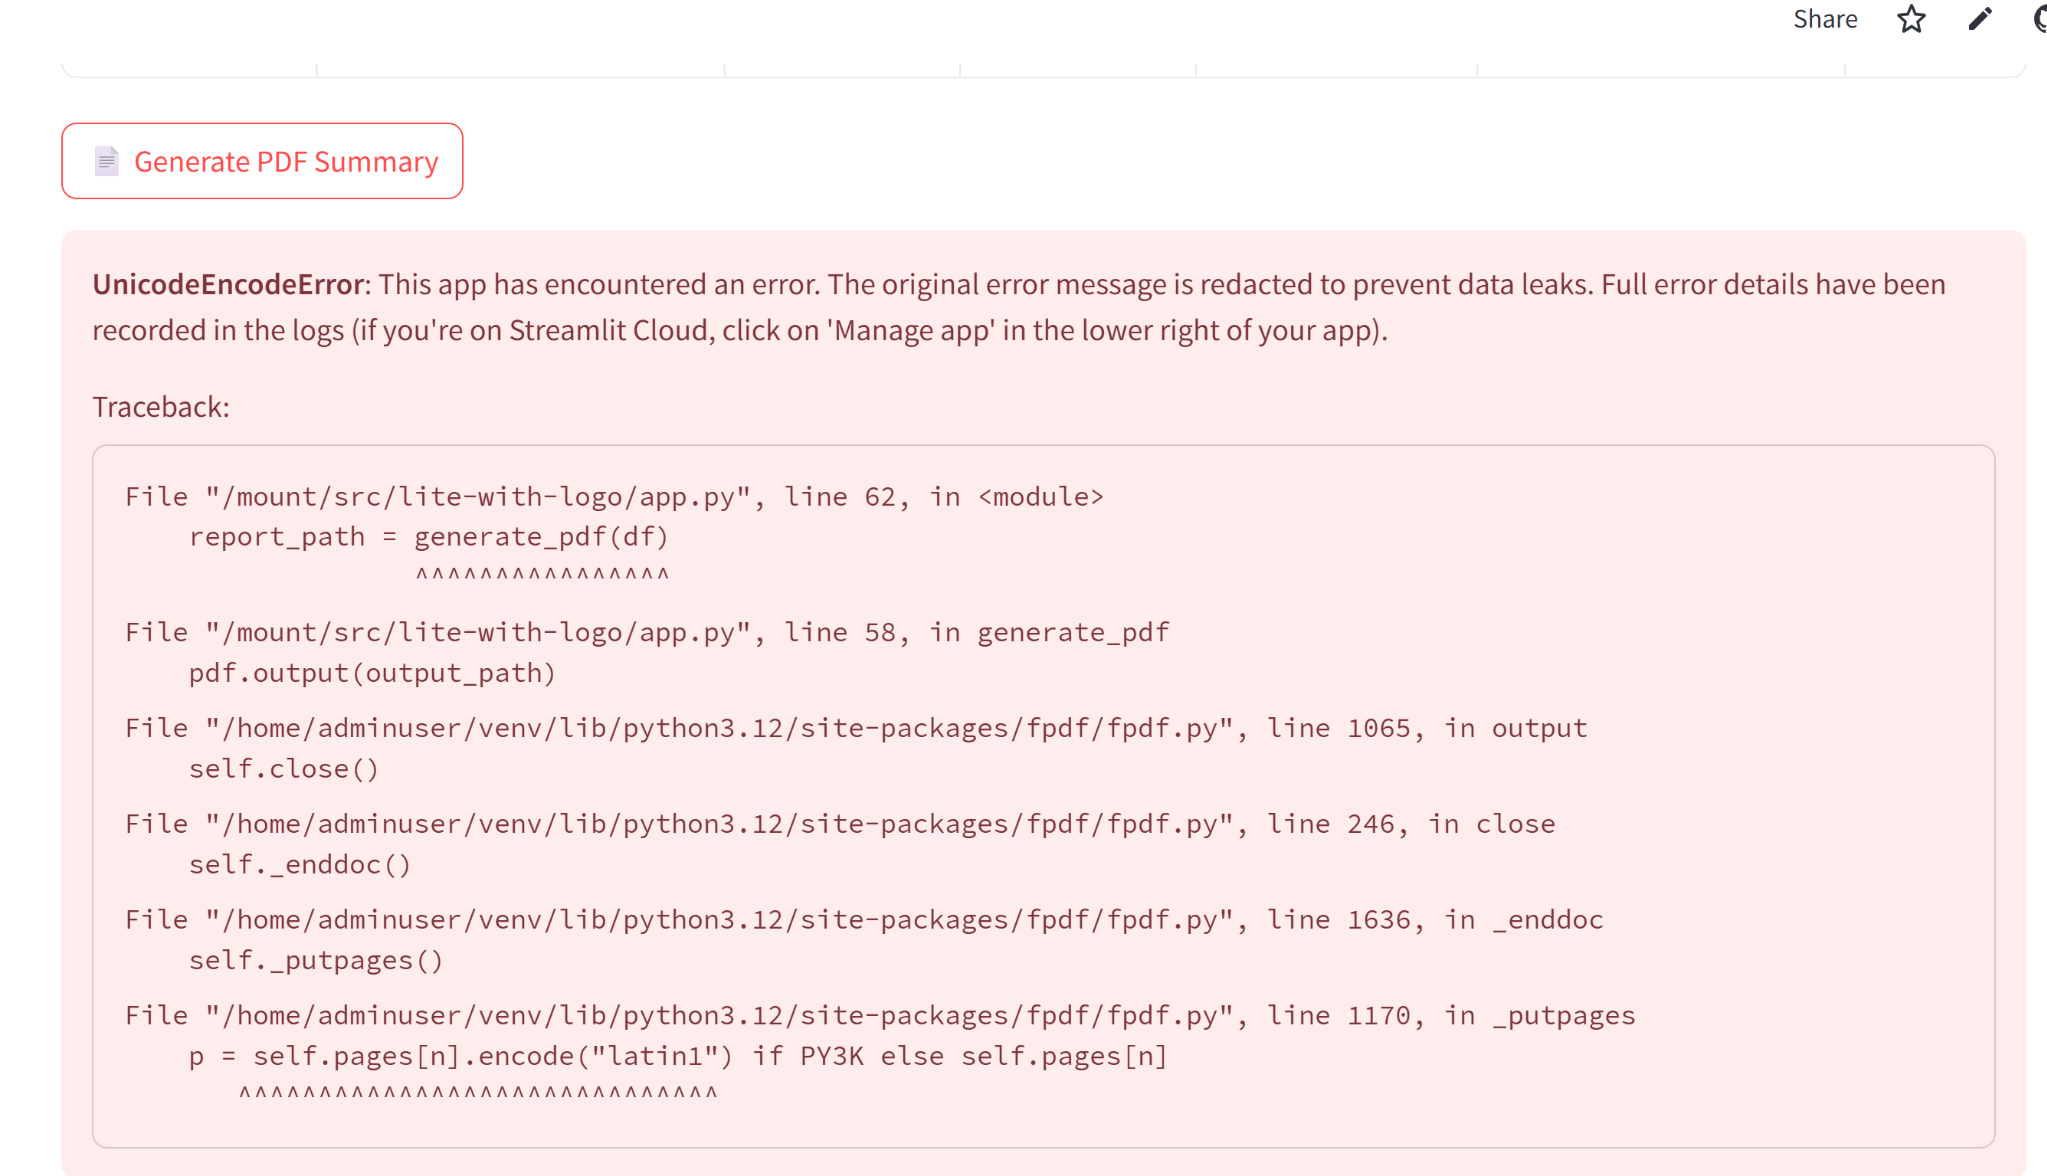 Share
Generate PDF Summary
UnicodeEncodeError: This app has encountered an error. The original error message is redacted to prevent data leaks. Full error details have been
recorded in the logs (if you're on Streamlit Cloud, click on 'Manage app' in the lower right of your app).
Traceback:
File "/mount/src/lite-with-logo/app.py", line 62, in <module>
    report_path = generate_pdf(df)
                  ^^^^^^^^^^^^^^^^
File "/mount/src/lite-with-logo/app.py", line 58, in generate_pdf
    pdf.output(output_path)
File "/home/adminuser/venv/lib/python3.12/site-packages/fpdf/fpdf.py", line 1065, in output
    self.close()
File "/home/adminuser/venv/lib/python3.12/site-packages/fpdf/fpdf.py", line 246, in close
    self._enddoc()
File "/home/adminuser/venv/lib/python3.12/site-packages/fpdf/fpdf.py", line 1636, in _enddoc
    self._putpages()
File "/home/adminuser/venv/lib/python3.12/site-packages/fpdf/fpdf.py", line 1170, in _putpages
    p = self.pages[n].encode("latin1") if PY3K else self.pages[n]
       ^^^^^^^^^^^^^^^^^^^^^^^^^^^^^^